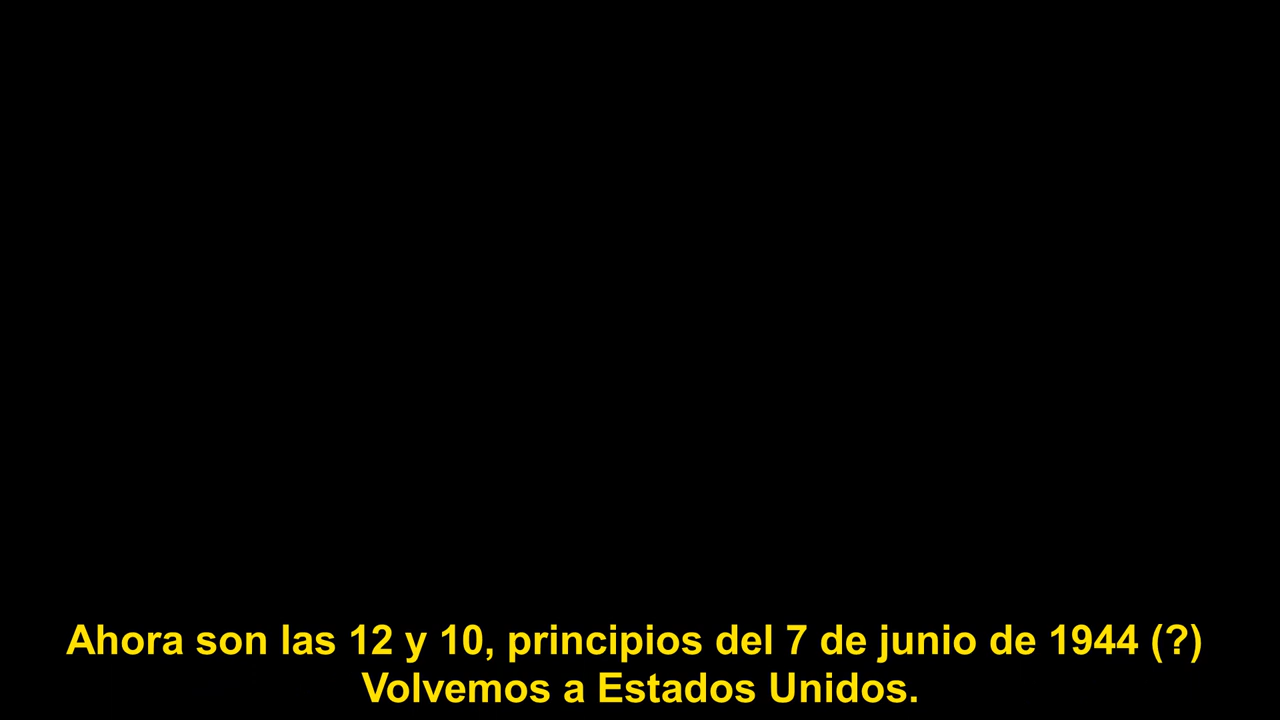 Ahora son las 12 y 10, principios del 7 de junio de 1944 (?)
Volvemos a Estados Unidos.